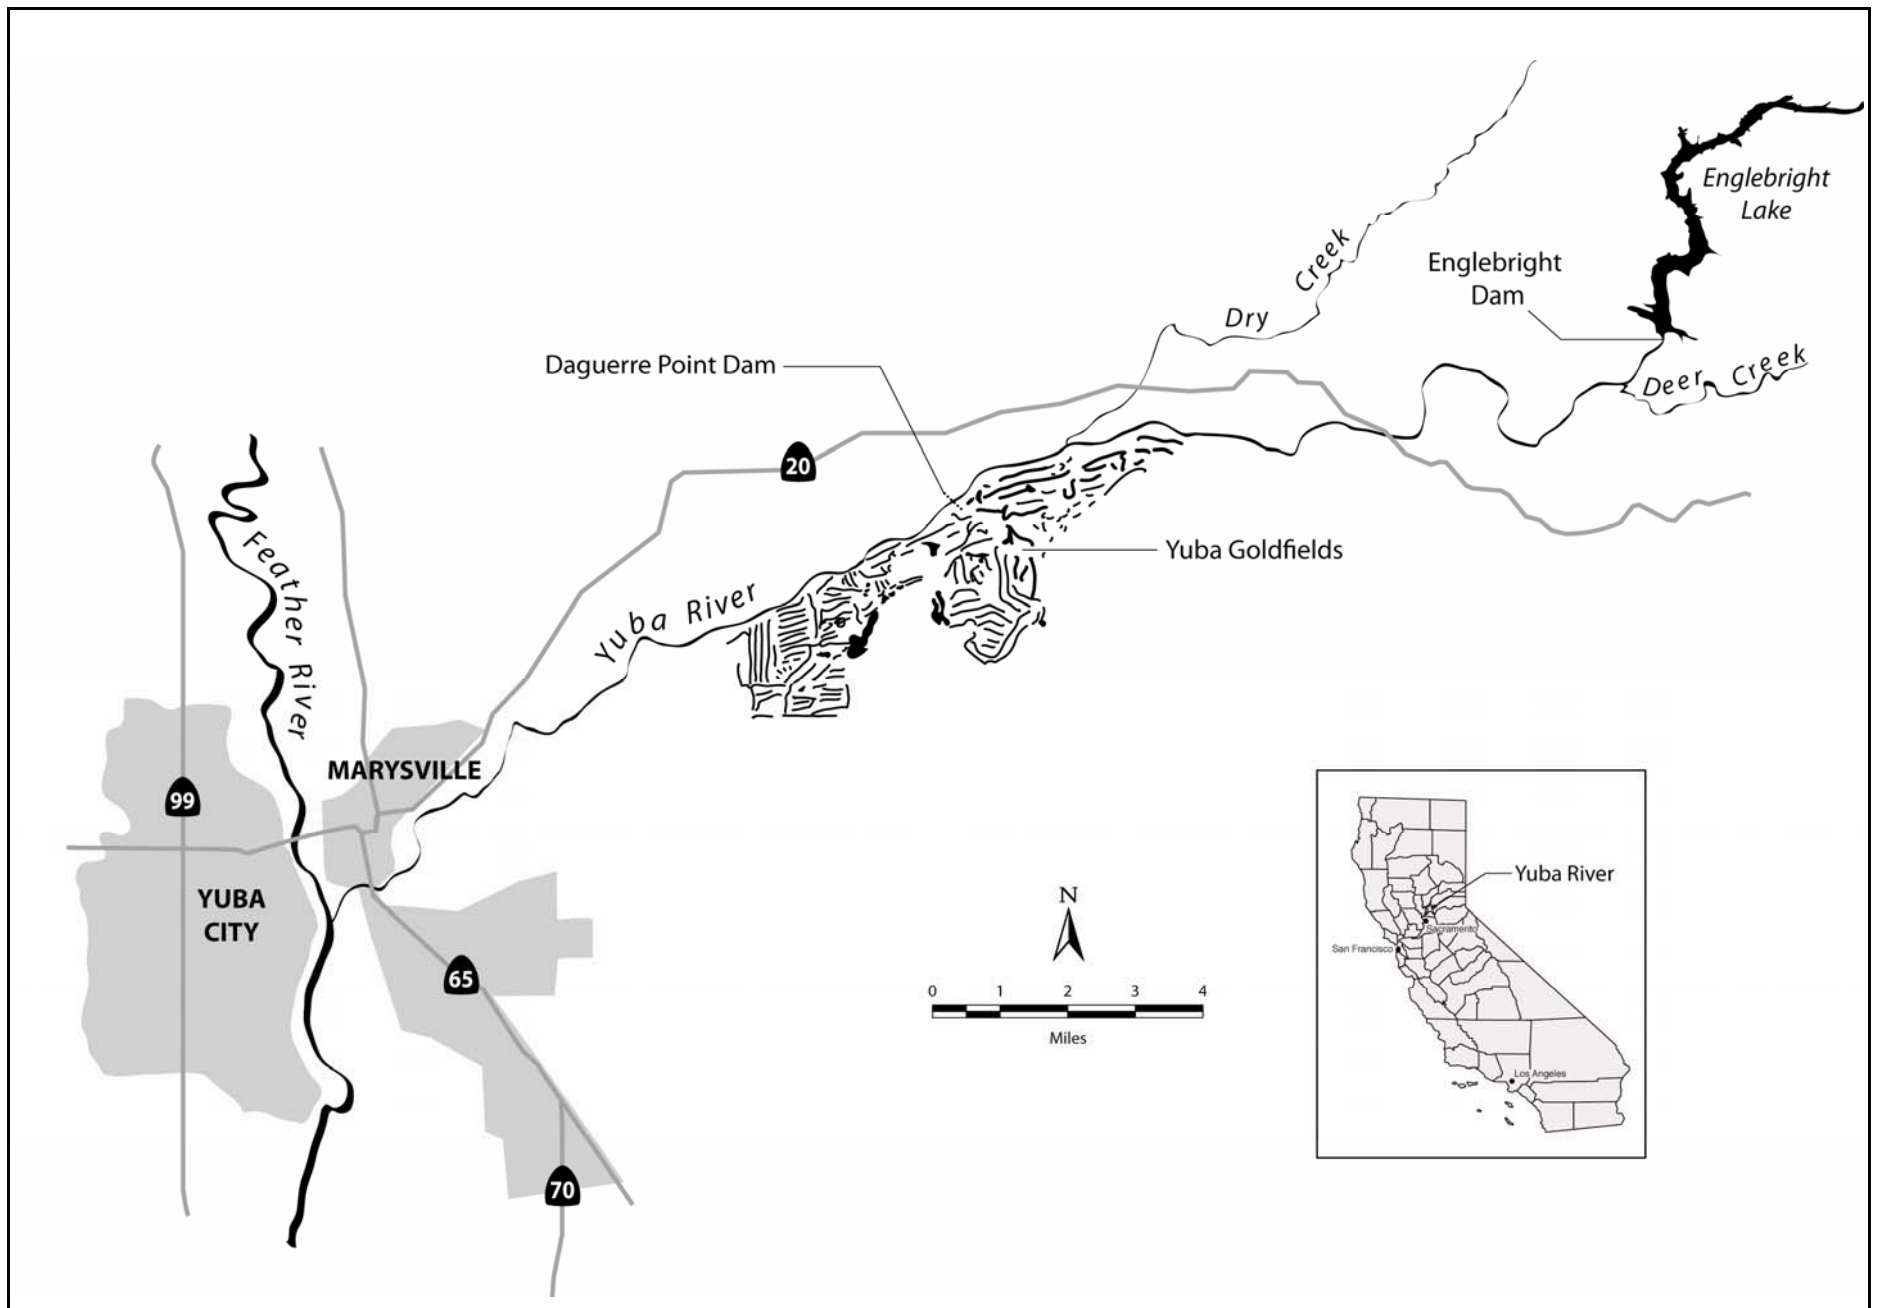 Englebright
Lake
Englebright
Dam
Dry Creek
Deer Creek
Daguerre Point Dam
20
Yuba Goldfields
Feather River
Yuba River
MARYSVILLE
99
YUBA
CITY
65
70
N
0 1 2 3 4
Miles
Yuba River
Sacramento
San Francisco
Los Angeles